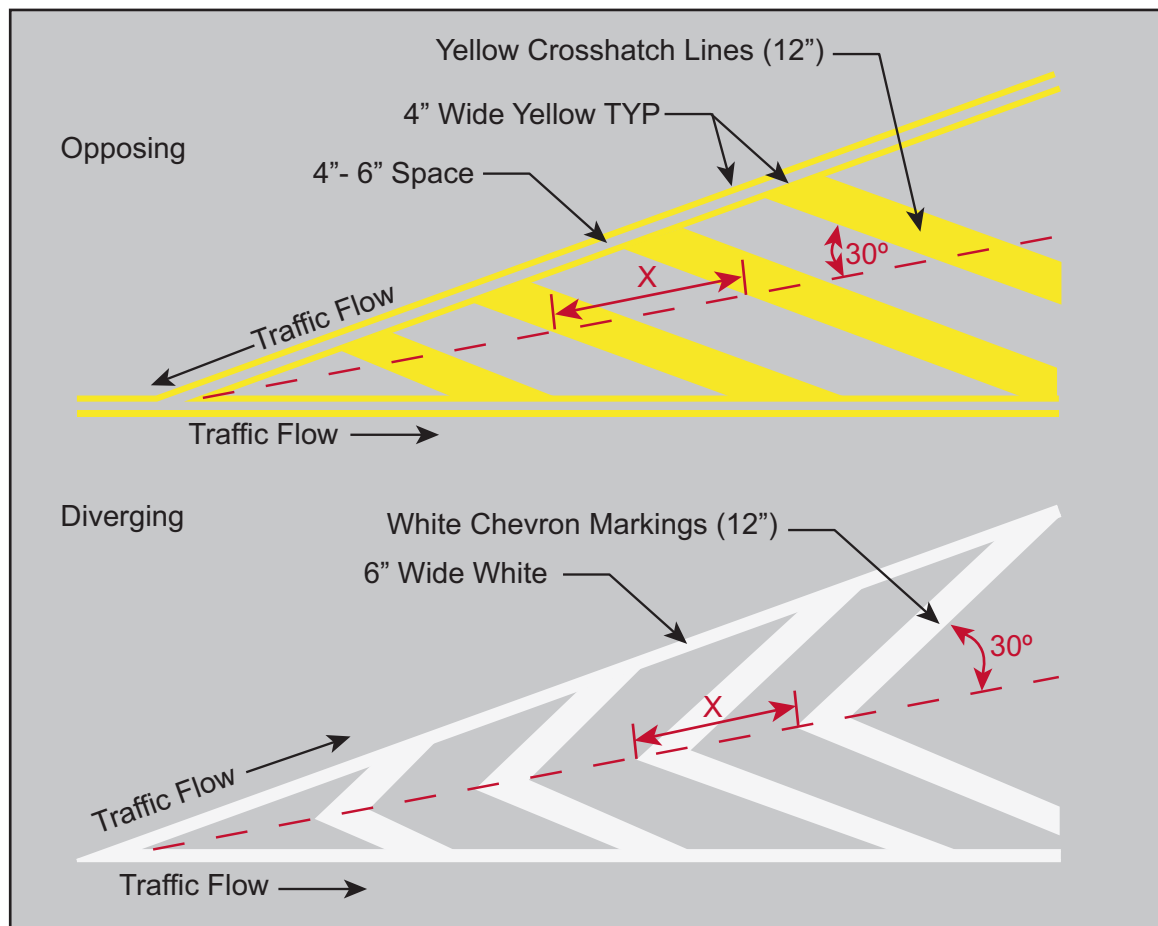 Yellow Crosshatch Lines (12”)
4” Wide Yellow TYP
Opposing
4”- 6” Space
30º
X
Traffic Flow
Traffic Flow
Diverging
White Chevron Markings (12”)
6” Wide White
30º
X
Traffic Flow
Traffic Flow